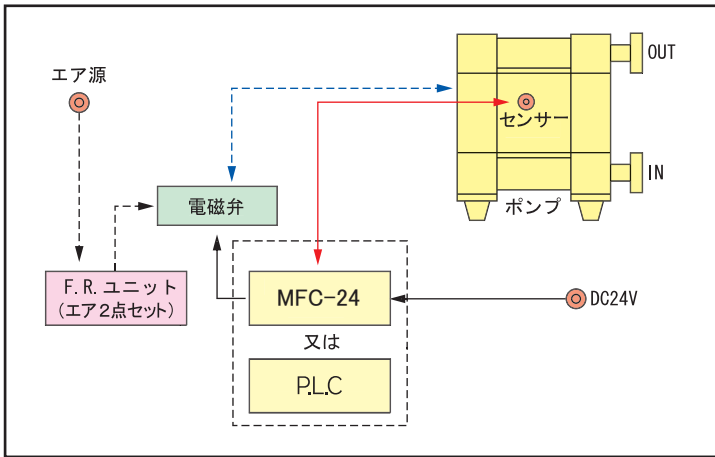 エア源
OUT
センサー
IN
ポンプ
電磁弁
F.R.ユニット
(エア2点セット)
MFC-24
DC24V
又は
P.L.C